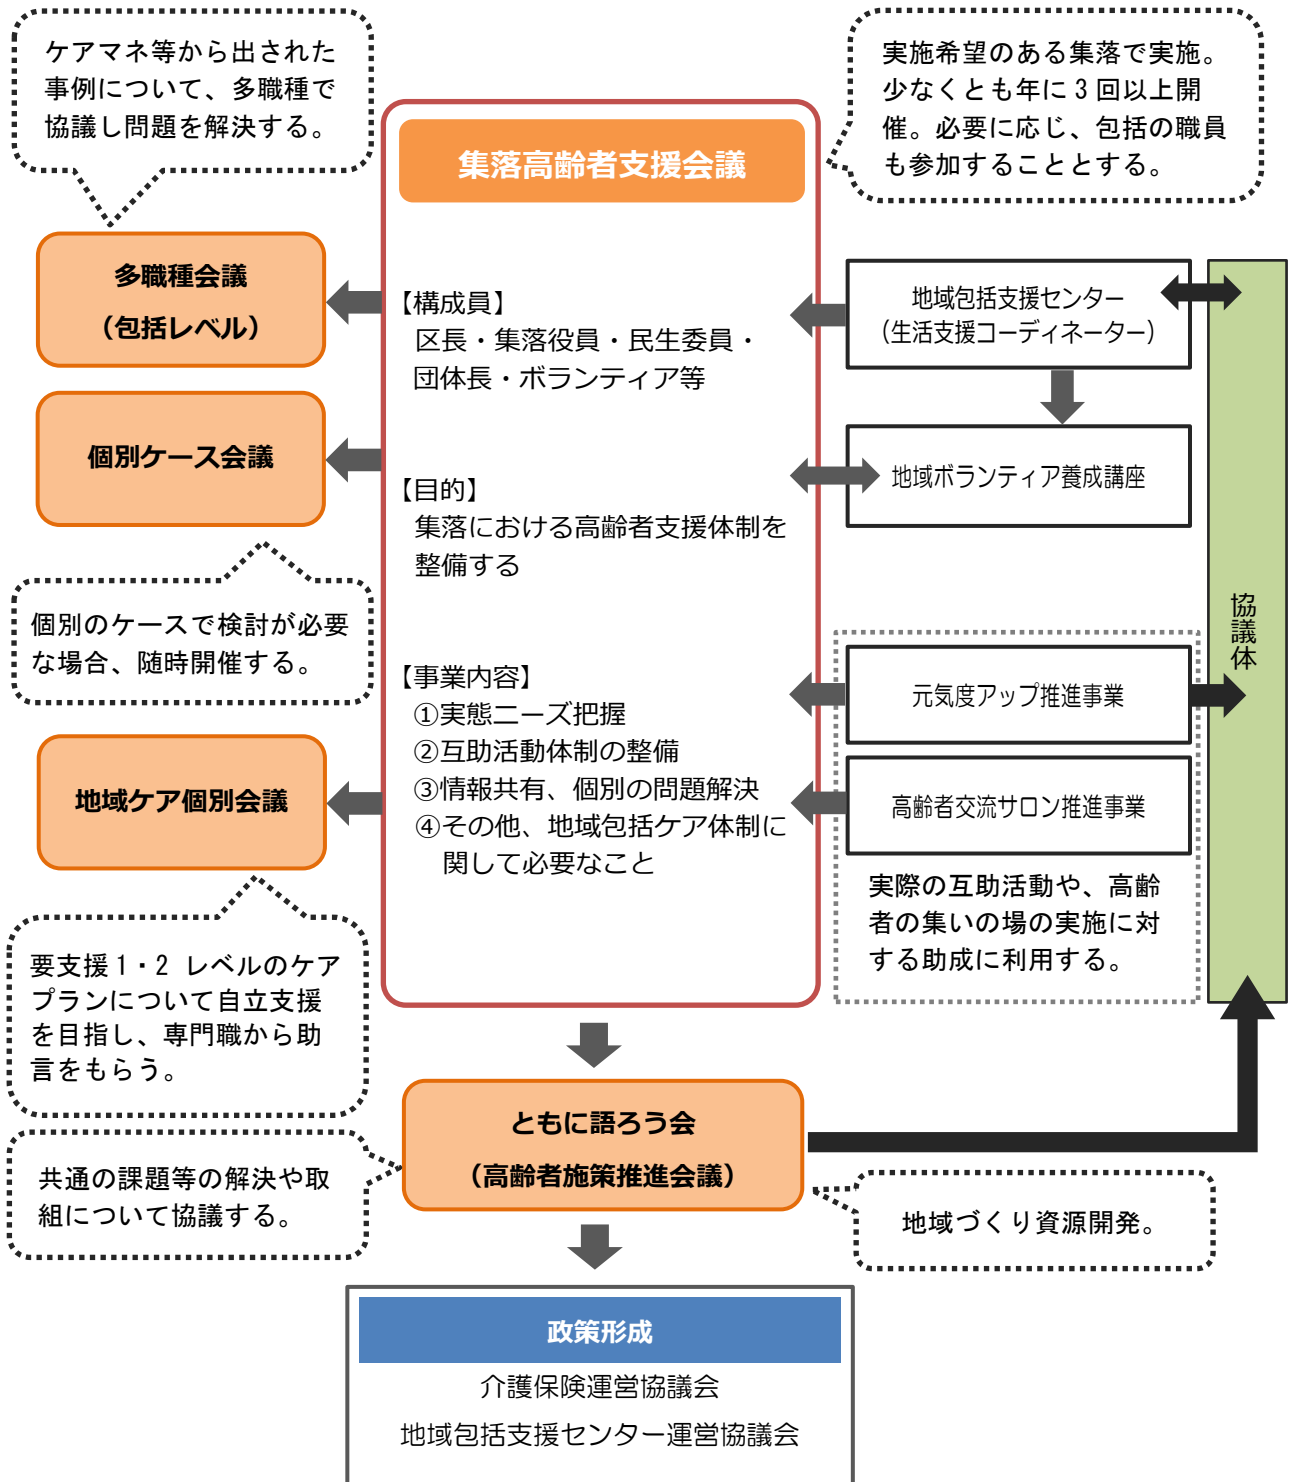 ケアマネ等から出された
事例について、多職種で
協議し問題を解決する。
実施希望のある集落で実施。
少なくとも年に3回以上開
催。必要に応じ、包括の職員
も参加することとする。
集落高齢者支援会議
多職種会議
（包括レベル）
個別ケース会議
個別のケースで検討が必要
な場合、随時開催する。
地域ケア個別会議
要支援1・2 レベルのケア
プランについて自立支援
を目指し、専門職から助
言をもらう。
【構成員】
区長・集落役員・民生委員・
団体長・ボランティア等
【目的】
集落における高齢者支援体制を
整備する
【事業内容】
①実態ニーズ把握
②互助活動体制の整備
③情報共有、個別の問題解決
④その他、地域包括ケア体制に
関して必要なこと
地域包括支援センター
（生活支援コーディネーター）
地域ボランティア養成講座
元気度アップ推進事業
高齢者交流サロン推進事業
実際の互助活動や、高齢
者の集いの場の実施に対
する助成に利用する。
協議体
ともに語ろう会
（高齢者施策推進会議）
共通の課題等の解決や取
組について協議する。
地域づくり資源開発。
政策形成
介護保険運営協議会
地域包括支援センター運営協議会